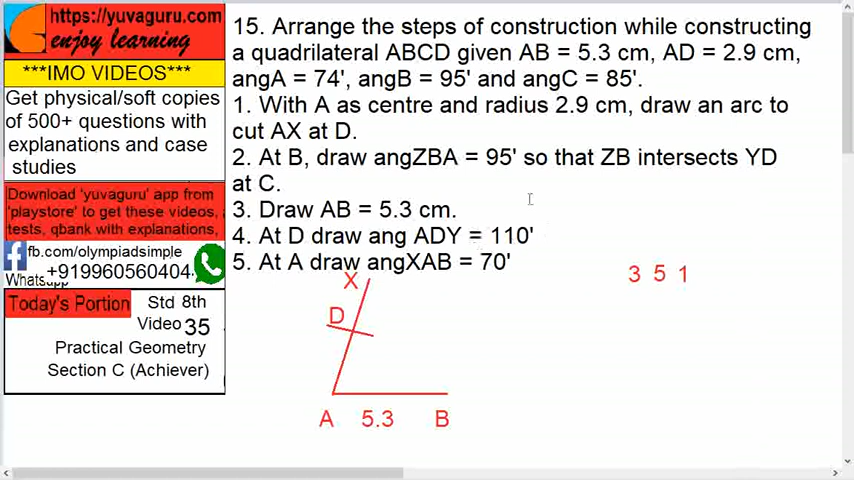 https://yuvaguru.com
enjoy learning
***IMO VIDEOS***
Get physical/soft copies
of 500+ questions with
explanations and case
studies
Download 'yuvaguru' app from
'playstore' to get these videos,
tests, qbank with explanations,
fb.com/olympiadsimple
+919960560404
Whatsapp
Today's Portion
Std 8th
Video 35
Practical Geometry
Section C (Achiever)
15. Arrange the steps of construction while constructing
a quadrilateral ABCD given AB = 5.3 cm, AD = 2.9 cm,
angA = 74', angB = 95' and angC = 85'.
1. With A as centre and radius 2.9 cm, draw an arc to
cut AX at D.
2. At B, draw angZBA = 95' so that ZB intersects YD
at C.
3. Draw AB = 5.3 cm.
4. At D draw ang ADY = 110'
5. At A draw angXAB = 70'
3 5 1
X
D
A 5.3 B